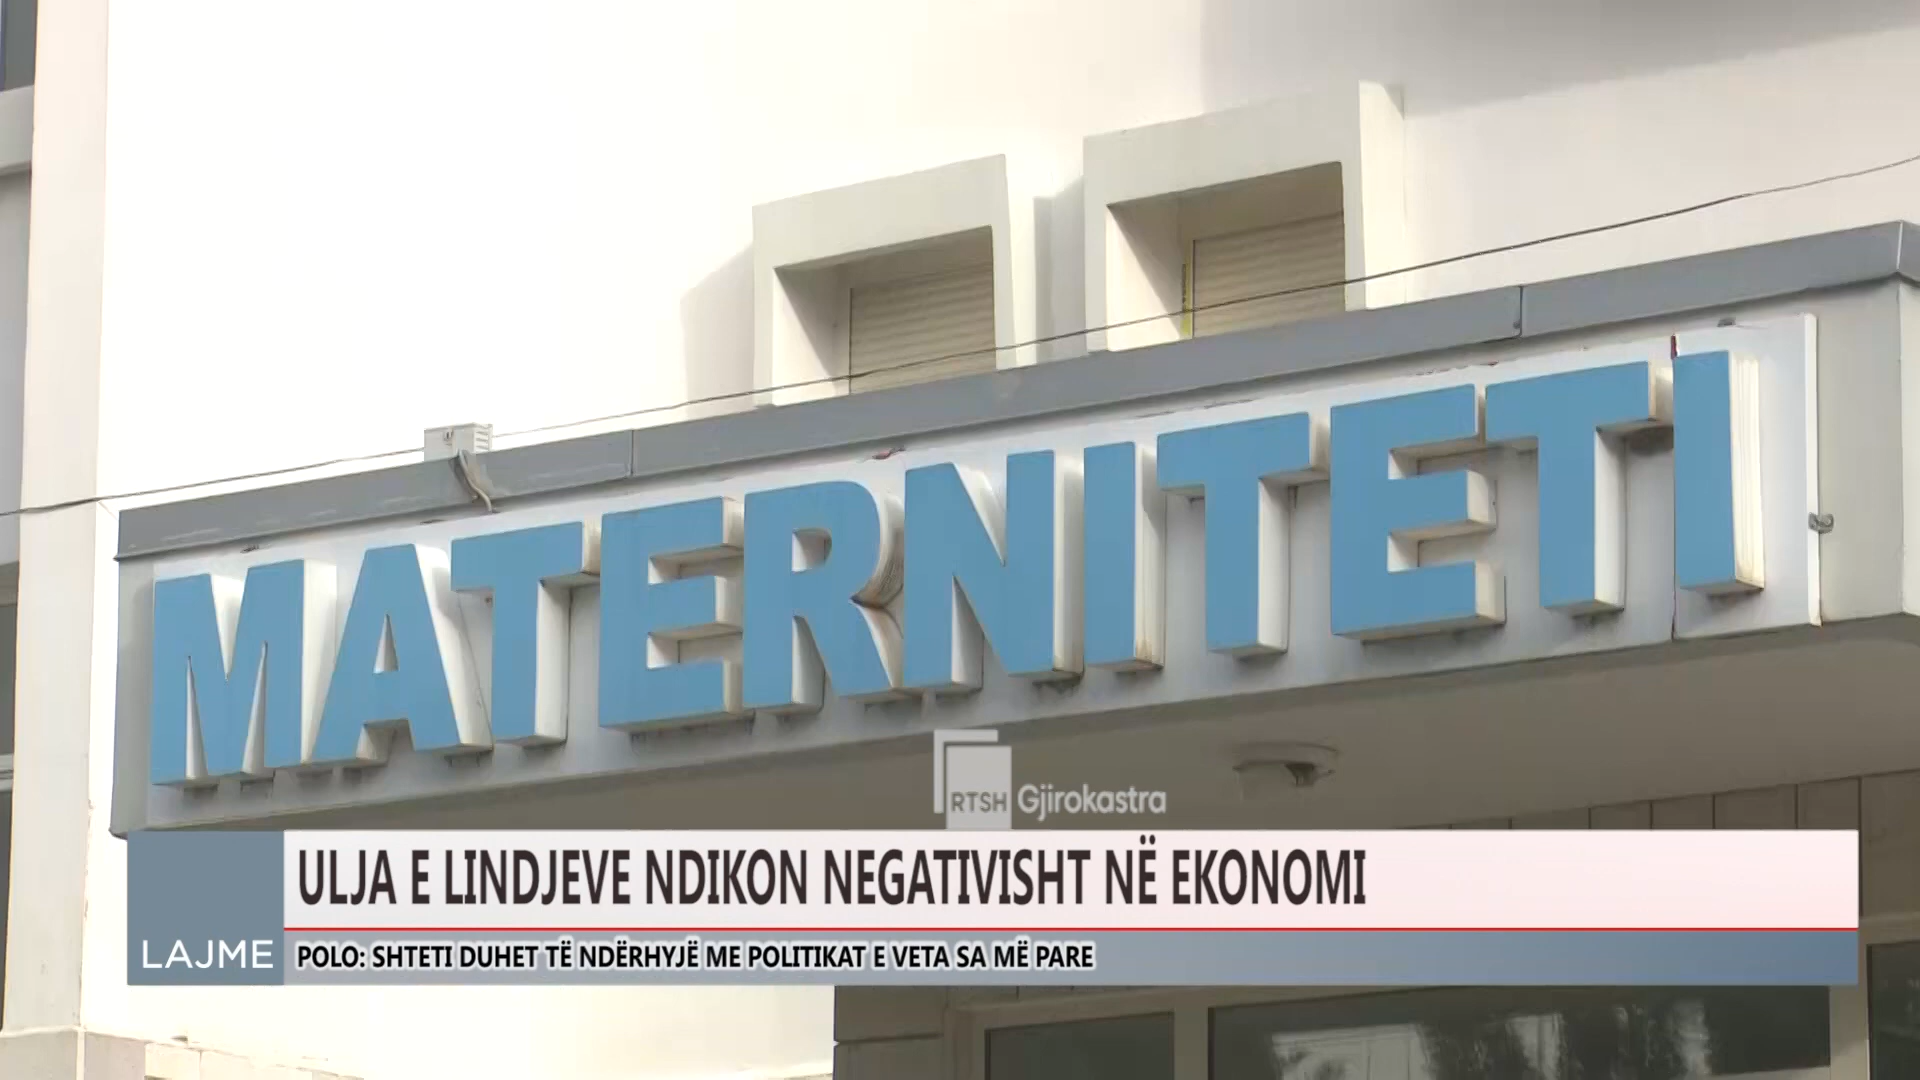 MATERNITETI
RTSH Gjirokastra
ULJA E LINDJEVE NDIKON NEGATIVISHT NË EKONOMI
LAJME
POLO: SHTETI DUHET TË NDËRHYJË ME POLITIKAT E VETA SA MË PARE